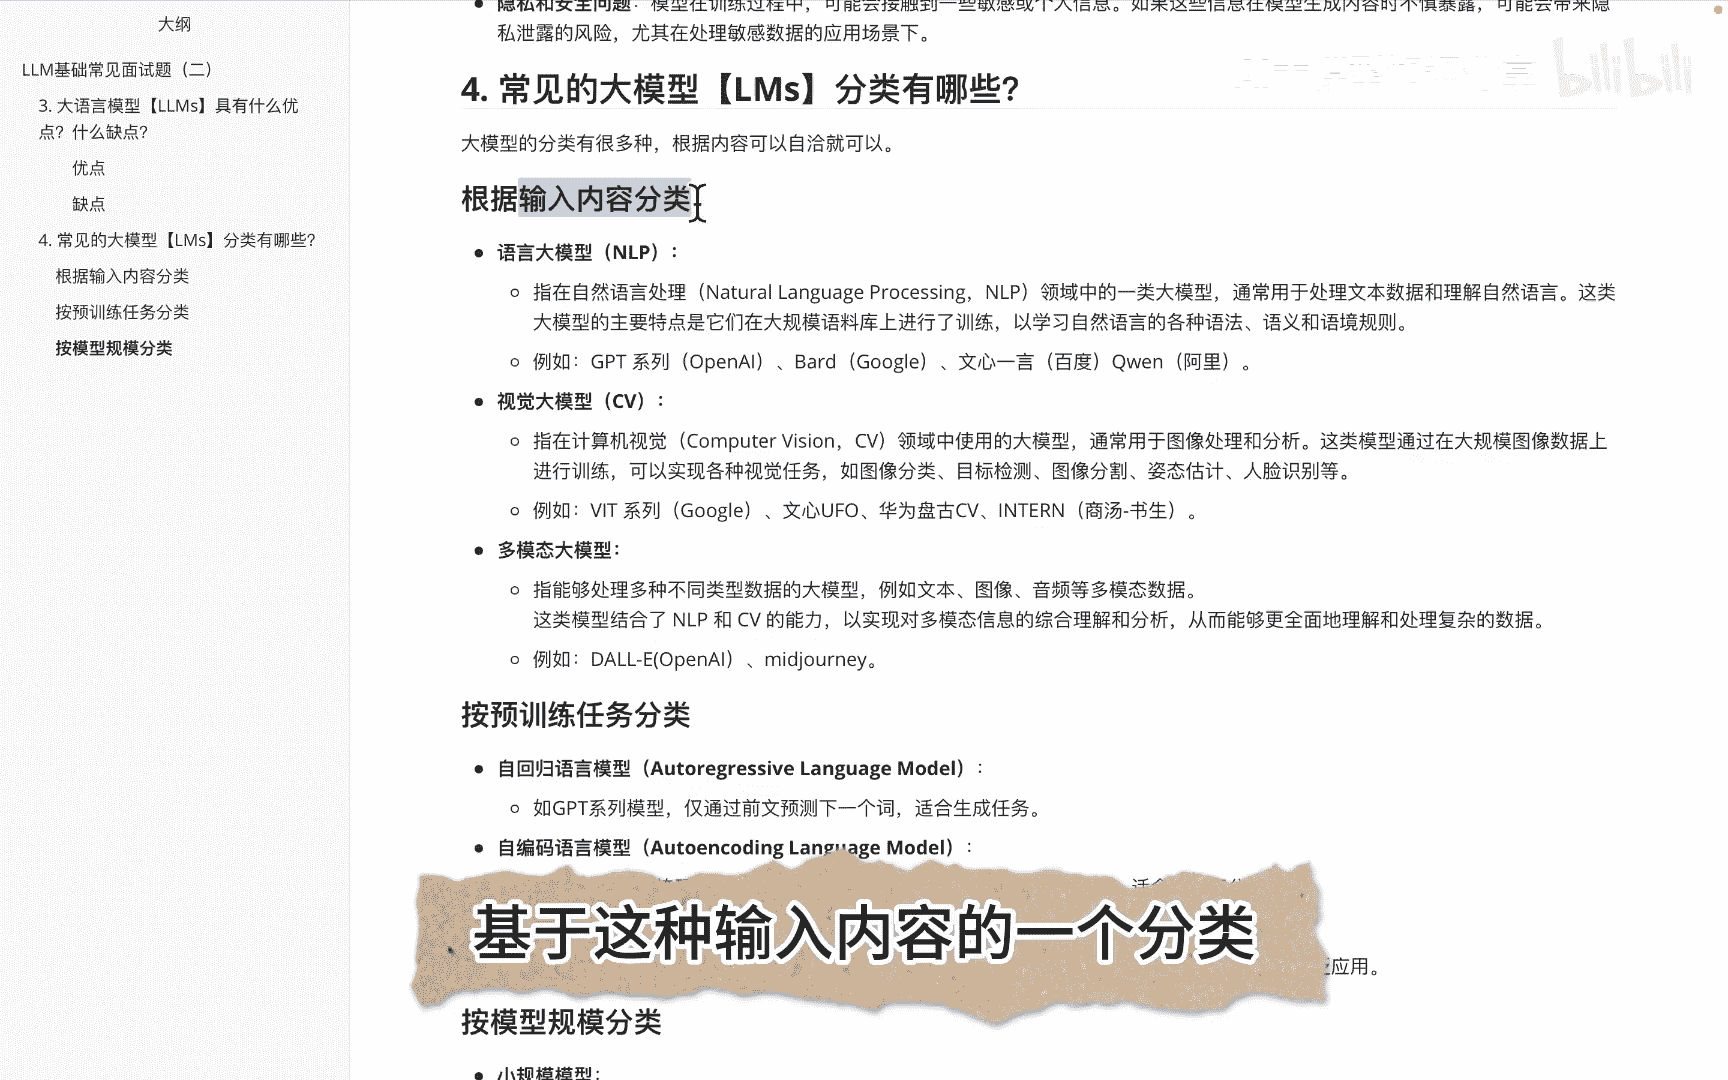 大纲
LLM基础常见面试题（二）
3. 大语言模型【LLMs】具有什么优
点？什么缺点？
优点
缺点
4. 常见的大模型【LMs】分类有哪些？
根据输入内容分类
按预训练任务分类
按模型规模分类
隐私和安全问题：模型在训练过程中，可能会接触到一些敏感或个人信息。如果这些信息在模型生成内容时不慎暴露，可能会带来隐
私泄露的风险，尤其在处理敏感数据的应用场景下。
4. 常见的大模型【LMs】分类有哪些？
bilibili
大模型的分类有很多种，根据内容可以自洽就可以。
根据输入内容分类
语言大模型（NLP）：
指在自然语言处理（Natural Language Processing，NLP）领域中的一类大模型，通常用于处理文本数据和理解自然语言。这类
大模型的主要特点是它们在大规模语料库上进行了训练，以学习自然语言的各种语法、语义和语境规则。
例如：GPT 系列（OpenAI）、Bard（Google）、文心一言（百度）Qwen（阿里）。
视觉大模型（CV）：
指在计算机视觉（Computer Vision，CV）领域中使用的大模型，通常用于图像处理和分析。这类模型通过在大规模图像数据上
进行训练，可以实现各种视觉任务，如图像分类、目标检测、图像分割、姿态估计、人脸识别等。
例如：VIT 系列（Google）、文心UFO、华为盘古CV、INTERN（商汤-书生）。
多模态大模型：
指能够处理多种不同类型数据的大模型，例如文本、图像、音频等多模态数据。
这类模型结合了 NLP 和 CV 的能力，以实现对多模态信息的综合理解和分析，从而能够更全面地理解和处理复杂的数据。
例如：DALL-E(OpenAI）、midjourney。
按预训练任务分类
自回归语言模型（Autoregressive Language Model）：
如GPT系列模型，仅通过前文预测下一个词，适合生成任务。
自编码语言模型（Autoencoding Language Model）：
基于这种输入内容的一个分类
应用。
按模型规模分类
小规模模型：